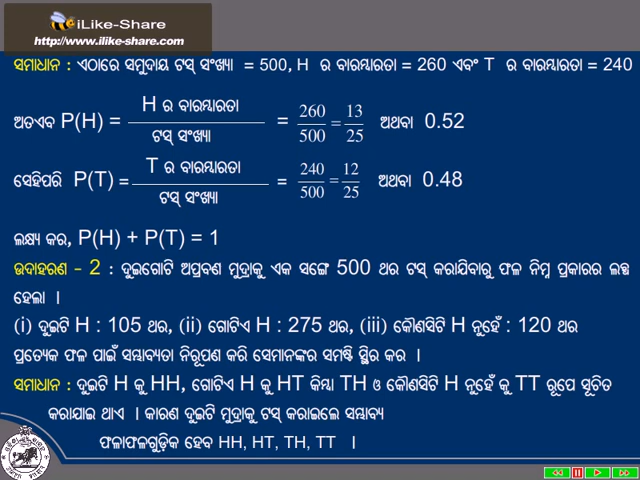 iLike-Share
http://www.ilike-share.com/
ସମାଧାନ : ଏଠାରେ ସମୁଦାୟ ଟସ୍ ସଂଖ୍ୟା = 500, H ର ବାରମ୍ବାରତା = 260 ଏବଂ T ର ବାରମ୍ବାରତା = 240
ଅତଏବ P(H) = H ର ବାରମ୍ବାରତା / ଟସ୍ ସଂଖ୍ୟା = 260/500 = 13/25 ଅଥବା 0.52
ସେହିପରି P(T) = T ର ବାରମ୍ବାରତା / ଟସ୍ ସଂଖ୍ୟା = 240/500 = 12/25 ଅଥବା 0.48
ଲକ୍ଷ୍ୟ କର, P(H) + P(T) = 1
ଉଦାହରଣ - 2 : ଦୁଇଗୋଟି ଅପ୍ରବଣ ମୁଦ୍ରାକୁ ଏକ ସଙ୍ଗେ 500 ଥର ଟସ୍ କରାଯିବାରୁ ଫଳ ନିମ୍ନ ପ୍ରକାରର ଲବ୍ଧ
ହେଲା ।
(i) ଦୁଇଟି H : 105 ଥର, (ii) ଗୋଟିଏ H : 275 ଥର, (iii) କୌଣସିଟି H ନୁହେଁ : 120 ଥର
ପ୍ରତ୍ୟେକ ଫଳ ପାଇଁ ସମ୍ଭାବ୍ୟତା ନିରୂପଣ କରି ସେମାନଙ୍କର ସମଷ୍ଟି ସ୍ଥିର କର ।
ସମାଧାନ : ଦୁଇଟି H କୁ HH, ଗୋଟିଏ H କୁ HT କିମ୍ବା TH ଓ କୌଣସିଟି H ନୁହେଁ କୁ TT ରୂପେ ସୂଚିତ
କରାଯାଇ ଥାଏ । କାରଣ ଦୁଇଟି ମୁଦ୍ରାକୁ ଟସ୍ କରାଇଲେ ସମ୍ଭାବ୍ୟ
ଫଳାଫଳଗୁଡ଼ିକ ହେବ HH, HT, TH, TT ।